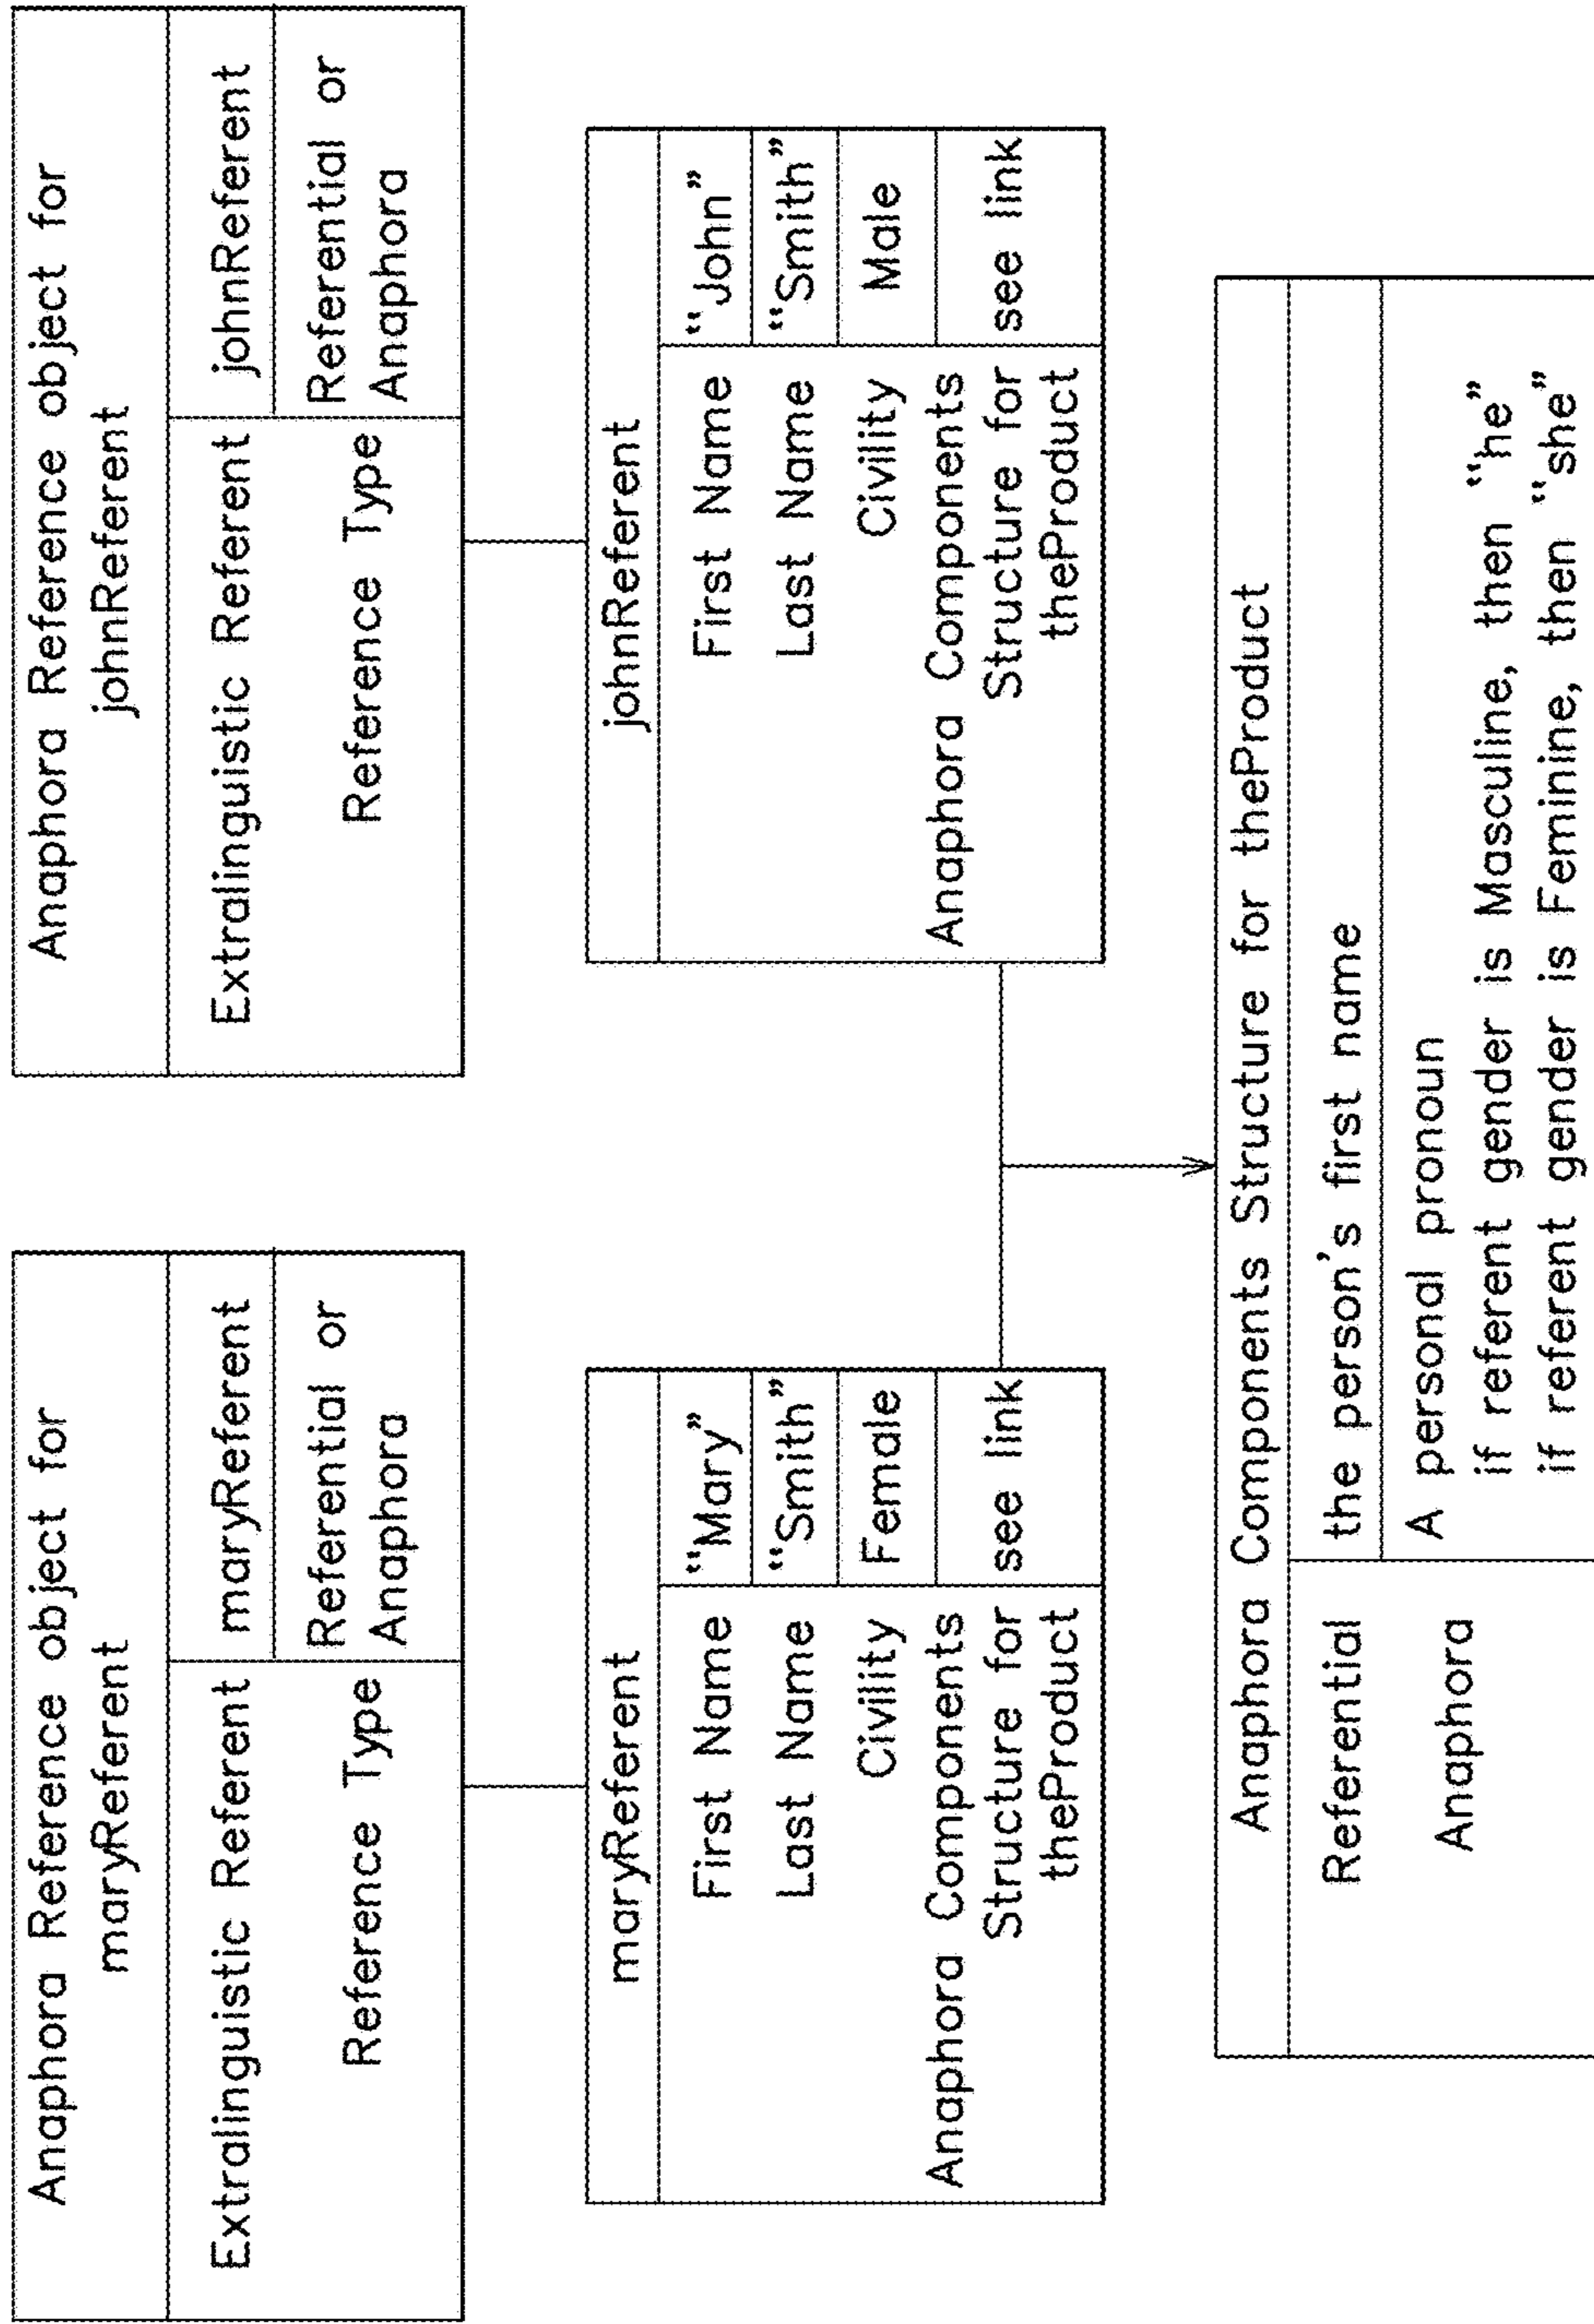 Anaphora Reference object for
maryReferent
Extralinguistic Referent maryReferent
Reference Type Referential or
Anaphora
Anaphora Reference object for
johnReferent
Extralinguistic Referent johnReferent
Reference Type Referential or
Anaphora
maryReferent
First Name "Mary"
Last Name "Smith"
Civility Female
Anaphora Components
Structure for see link
theProduct
johnReferent
First Name "John"
Last Name "Smith"
Civility Male
Anaphora Components
Structure for see link
theProduct
Anaphora Components Structure for theProduct
Referential the person's first name
Anaphora A personal pronoun
if referent gender is Masculine, then "he"
if referent gender is Feminine, then "she"